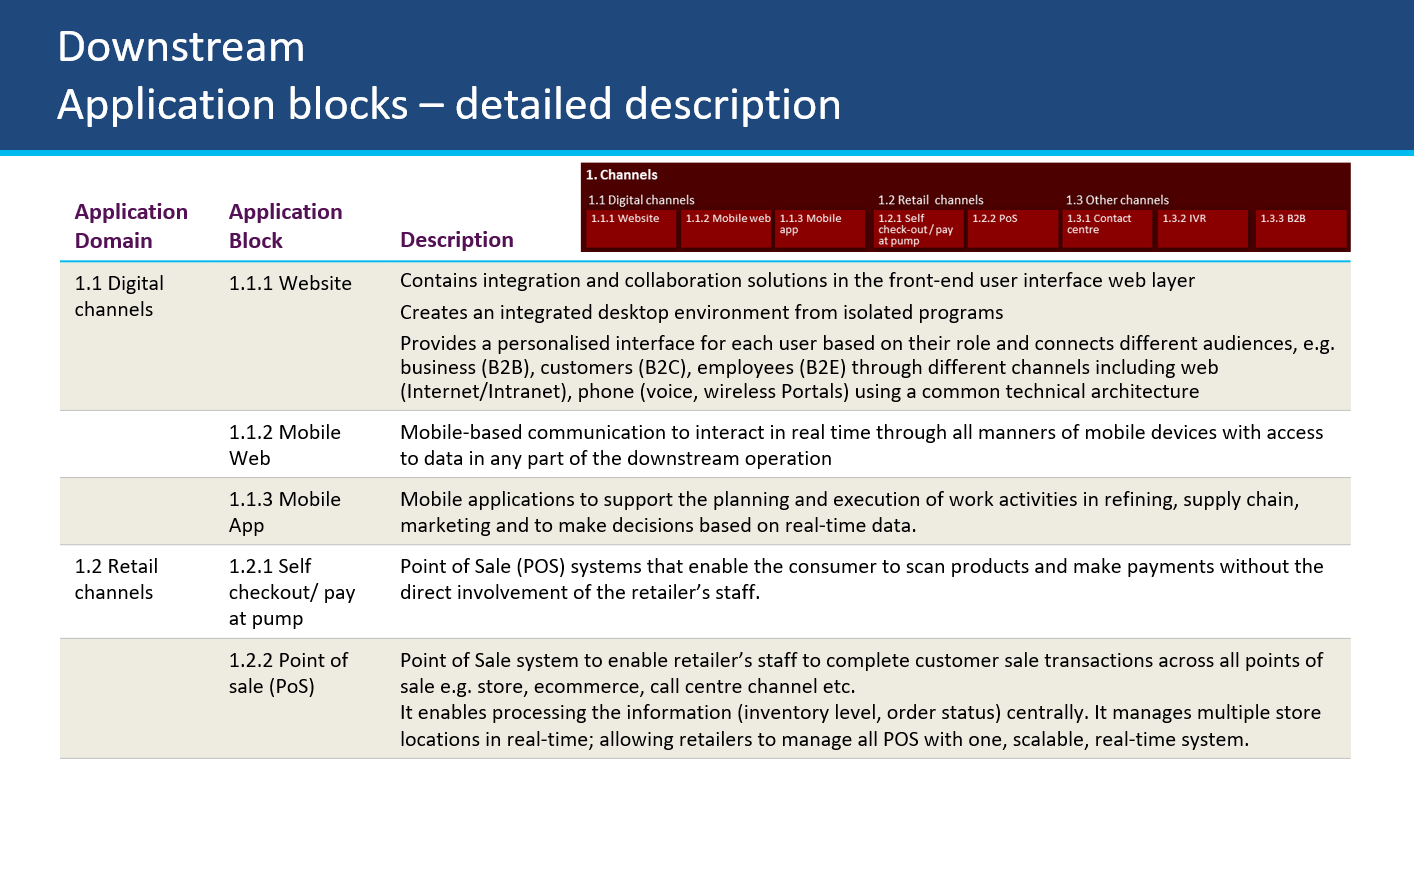 Downstream
Application blocks – detailed description
1. Channels
1.1 Digital channels
1.2 Retail channels
1.3 Other channels
1.1.1 Website
1.1.2 Mobile web
1.1.3 Mobile
app
1.2.1 Self
check-out / pay
at pump
1.2.2 PoS
1.3.1 Contact
centre
1.3.2 IVR
1.3.3 B2B
Application
Domain
Application
Block
Description
1.1 Digital
channels
1.1.1 Website
Contains integration and collaboration solutions in the front-end user interface web layer
Creates an integrated desktop environment from isolated programs
Provides a personalised interface for each user based on their role and connects different audiences, e.g.
business (B2B), customers (B2C), employees (B2E) through different channels including web
(Internet/Intranet), phone (voice, wireless Portals) using a common technical architecture
1.1.2 Mobile
Web
Mobile-based communication to interact in real time through all manners of mobile devices with access
to data in any part of the downstream operation
1.1.3 Mobile
App
Mobile applications to support the planning and execution of work activities in refining, supply chain,
marketing and to make decisions based on real-time data.
1.2 Retail
channels
1.2.1 Self
checkout/ pay
at pump
Point of Sale (POS) systems that enable the consumer to scan products and make payments without the
direct involvement of the retailer’s staff.
1.2.2 Point of
sale (PoS)
Point of Sale system to enable retailer’s staff to complete customer sale transactions across all points of
sale e.g. store, ecommerce, call centre channel etc.
It enables processing the information (inventory level, order status) centrally. It manages multiple store
locations in real-time; allowing retailers to manage all POS with one, scalable, real-time system.